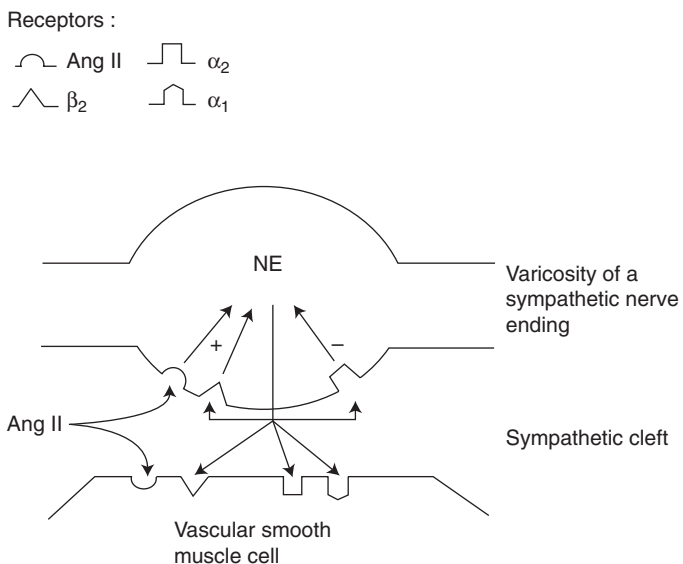 Receptors :
Ang II α₂
β₂ α₁
NE
Varicosity of a
sympathetic nerve
ending
+ −
Ang II
Sympathetic cleft
Vascular smooth
muscle cell